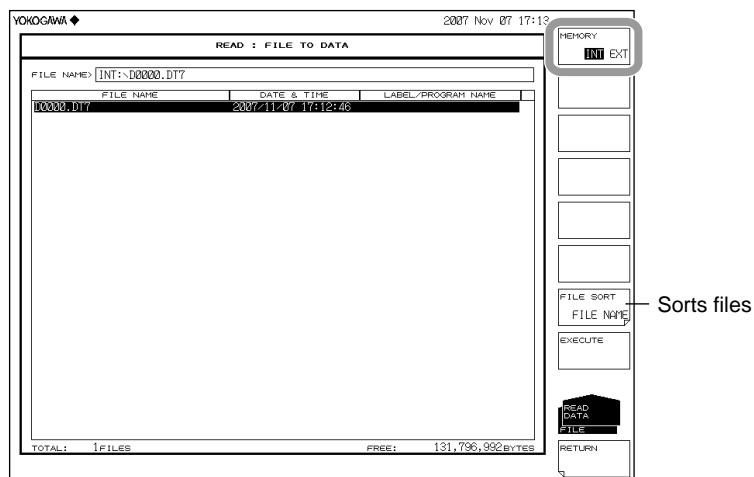 YOKOGAWA ◆ 2007 Nov 07 17:13
READ : FILE TO DATA
FILE NAME> INT:\D0000.DT7
FILE NAME DATE & TIME LABEL/PROGRAM NAME
D0000.DT7 2007/11/07 17:12:46
TOTAL: 1FILES FREE: 131,796,992BYTES
MEMORY
INT EXT
FILE SORT
FILE NAME
Sorts files
EXECUTE
READ
DATA
FILE
RETURN